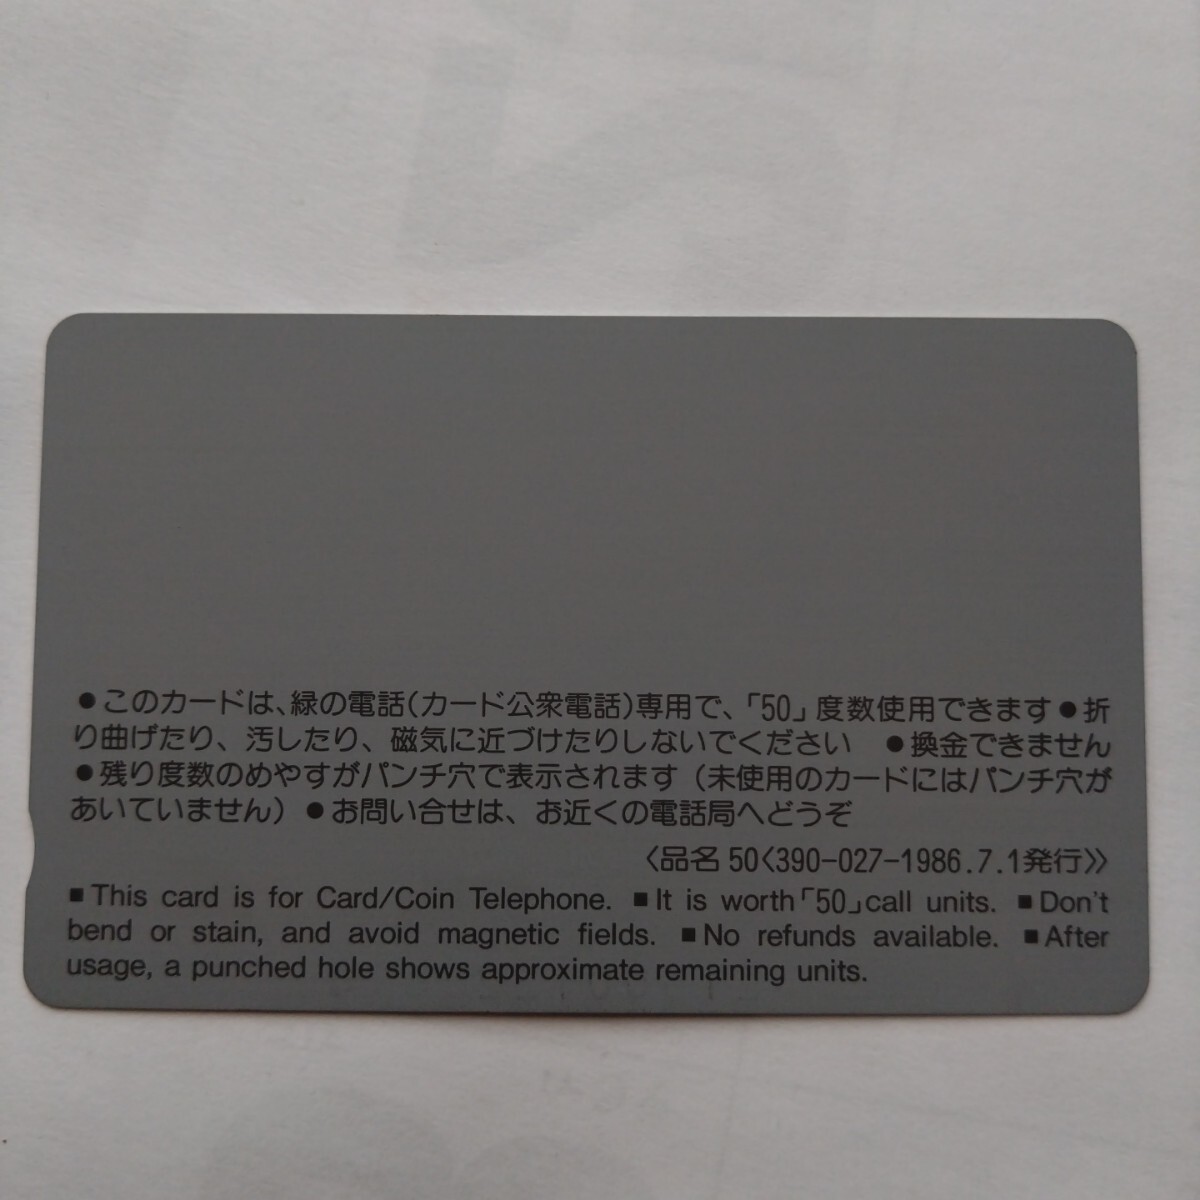 ●このカードは、緑の電話(カード公衆電話)専用で、「50」度数使用できます●折
り曲げたり、汚したり、磁気に近づけたりしないでください　●換金できません
●残り度数のめやすがパンチ穴で表示されます(未使用のカードにはパンチ穴が
あいていません)●お問い合せは、お近くの電話局へどうぞ
〈品名 50〈390-027-1986.7.1発行〉〉
■This card is for Card/Coin Telephone. ■It is worth「50」call units. ■Don't
bend or stain, and avoid magnetic fields. ■No refunds available. ■After
usage, a punched hole shows approximate remaining units.